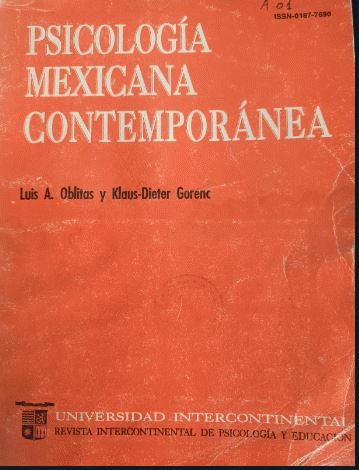 A 01
ISSN-0187-7690
PSICOLOGÍA
MEXICANA
CONTEMPORÁNEA
Luis A. Oblitas y Klaus-Dieter Gorenc
UNIVERSIDAD INTERCONTINENTAL
REVISTA INTERCONTINENTAL DE PSICOLOGÍA Y EDUCACIÓN